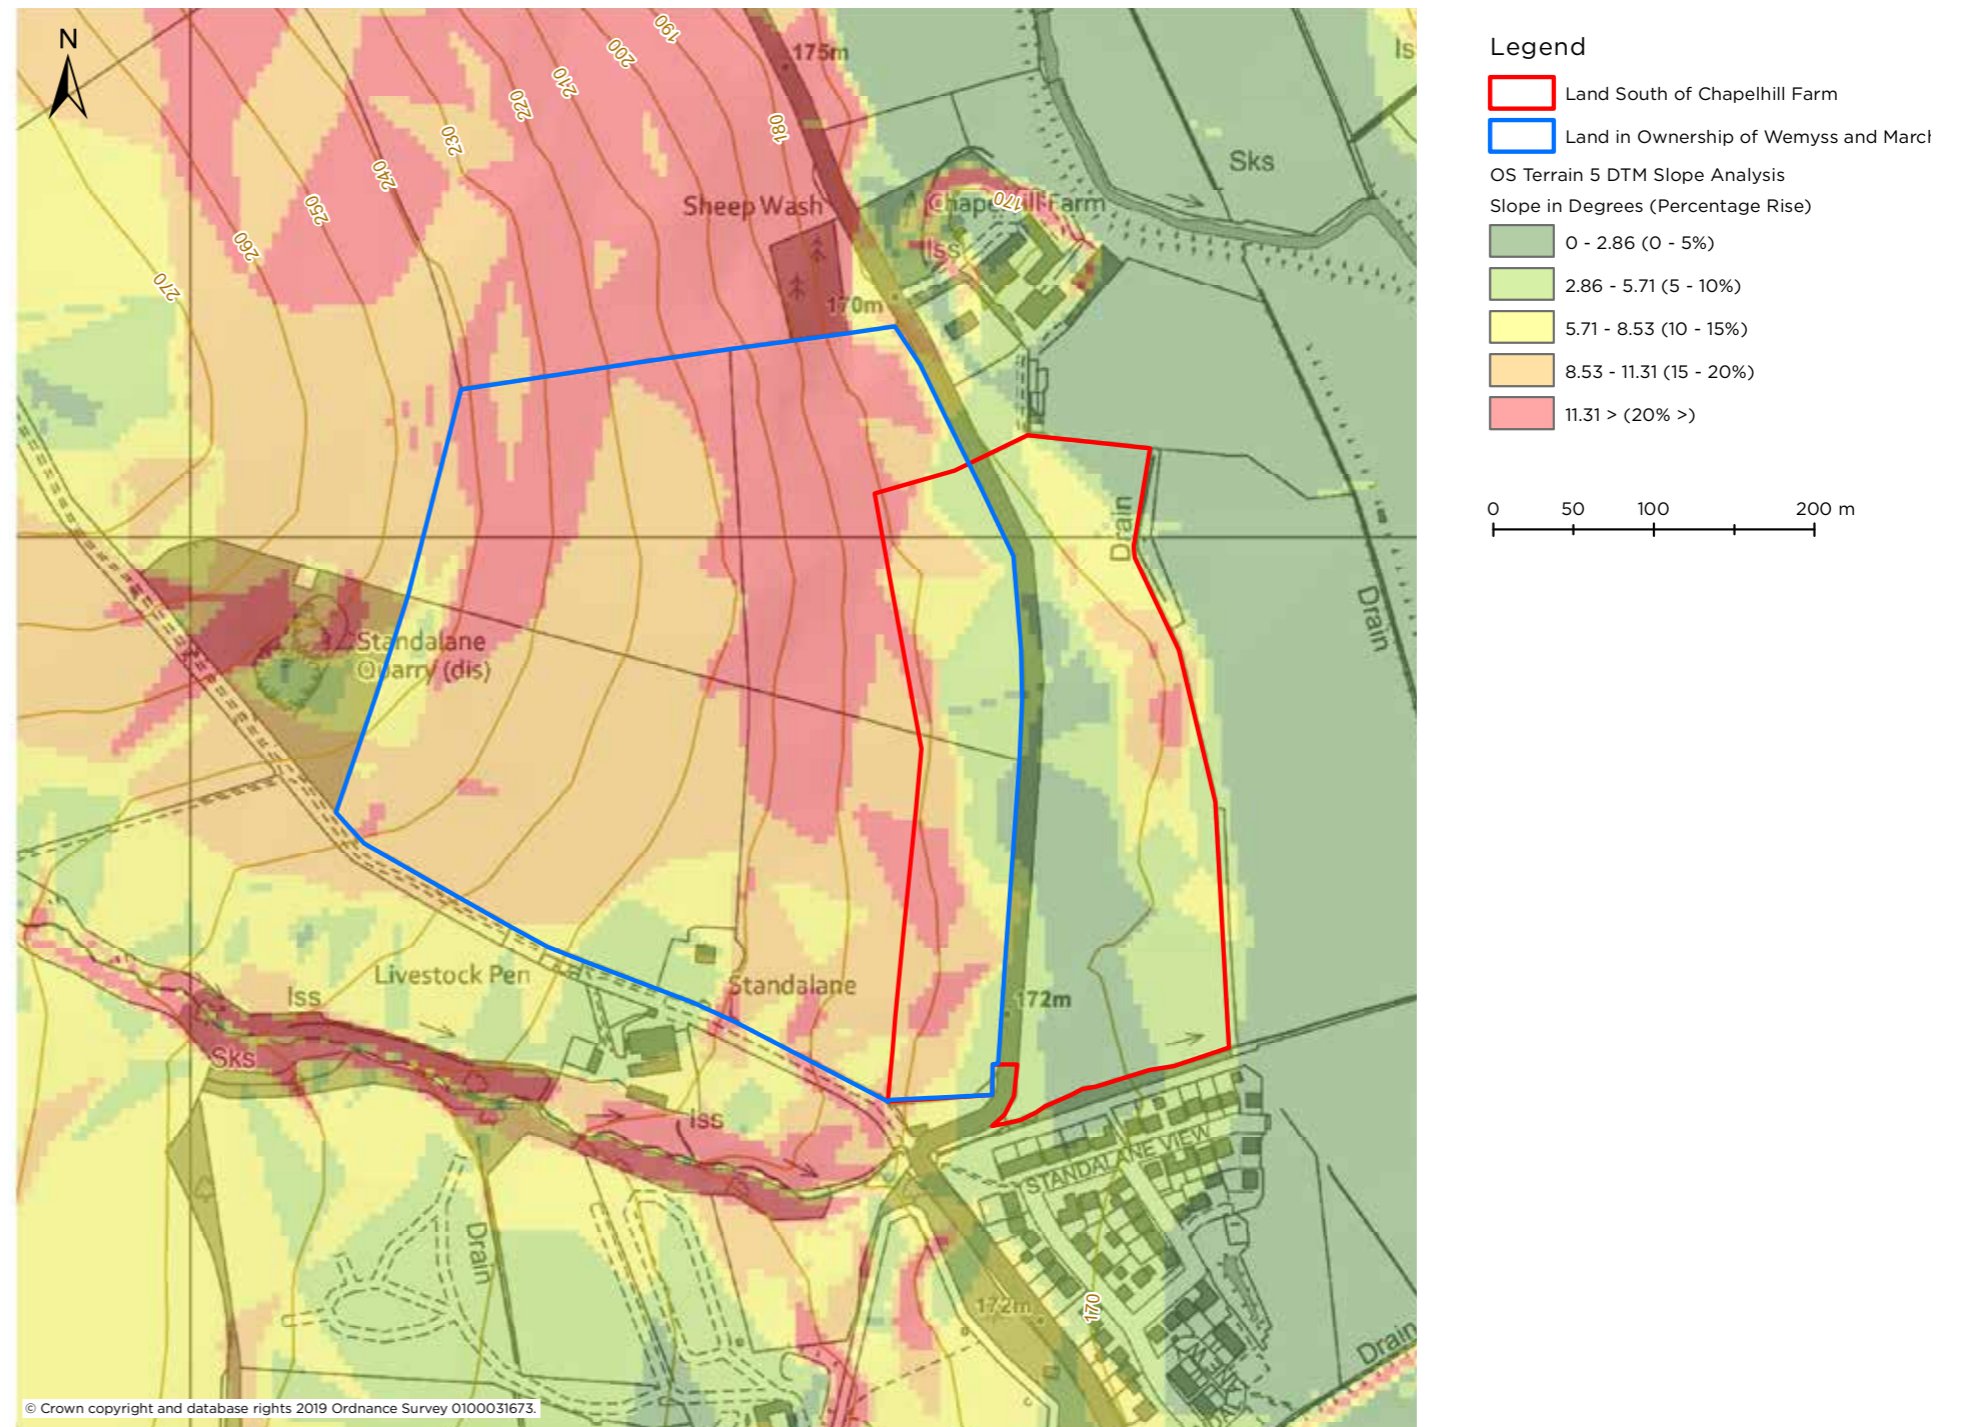 N
190
200
175m
210
220
180
230
240
Sks
Iss
Sheep Wash
Chapelhill Farm
170
250
Iss
260
270
170m
Drain
Standalane
Quarry (dis)
Drain
Livestock Pen
Standalane
Iss
172m
Sks
Iss
STANDALANE VIEW
Drain
172m
170
Drain
© Crown copyright and database rights 2019 Ordnance Survey 0100031673.
Legend
Land South of Chapelhill Farm
Land in Ownership of Wemyss and March
OS Terrain 5 DTM Slope Analysis
Slope in Degrees (Percentage Rise)
0 - 2.86 (0 - 5%)
2.86 - 5.71 (5 - 10%)
5.71 - 8.53 (10 - 15%)
8.53 - 11.31 (15 - 20%)
11.31 > (20% >)
0 50 100 200 m